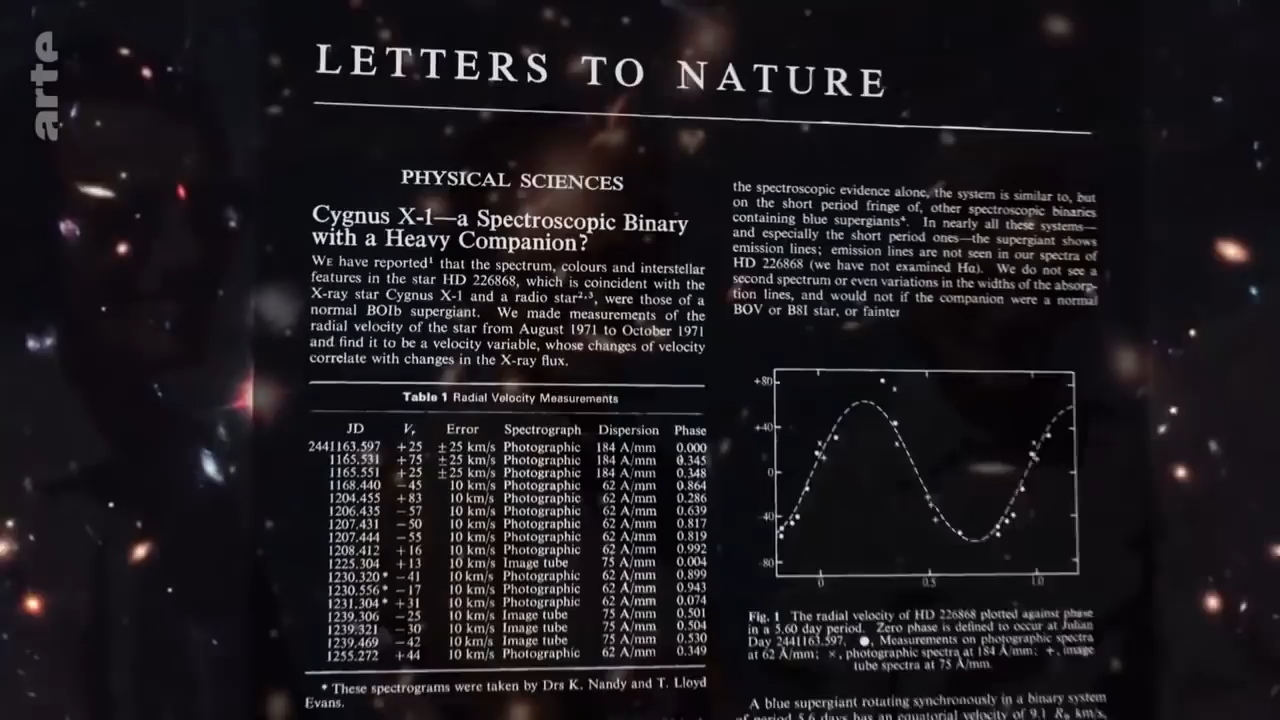 arte
LETTERS TO NATURE
PHYSICAL SCIENCES
Cygnus X-1—a Spectroscopic Binary
with a Heavy Companion?
WE have reported¹ that the spectrum, colours and interstellar
features in the star HD 226868, which is coincident with the
X-ray star Cygnus X-1 and a radio star²,³, were those of a
normal BOIb supergiant. We made measurements of the
radial velocity of the star from August 1971 to October 1971
and find it to be a velocity variable, whose changes of velocity
correlate with changes in the X-ray flux.
Table 1 Radial Velocity Measurements
JD Vr Error Spectrograph Dispersion Phase
2441163.597 +25 ±25 km/s Photographic 184 A/mm 0.000
1165.531 +75 ±25 km/s Photographic 184 A/mm 0.345
1165.551 +25 ±25 km/s Photographic 184 A/mm 0.348
1168.440 −45 10 km/s Photographic 62 A/mm 0.864
1204.455 +83 10 km/s Photographic 62 A/mm 0.286
1206.435 −57 10 km/s Photographic 62 A/mm 0.639
1207.431 −50 10 km/s Photographic 62 A/mm 0.817
1207.444 −55 10 km/s Photographic 62 A/mm 0.819
1208.412 +16 10 km/s Photographic 62 A/mm 0.992
1225.304 +13 10 km/s Image tube 75 A/mm 0.004
1230.320 * −41 10 km/s Photographic 62 A/mm 0.899
1230.556 * −17 10 km/s Photographic 62 A/mm 0.943
1231.304 * +31 10 km/s Photographic 62 A/mm 0.074
1239.306 −25 10 km/s Image tube 75 A/mm 0.501
1239.321 −30 10 km/s Image tube 75 A/mm 0.504
1239.469 −42 10 km/s Image tube 75 A/mm 0.530
1255.272 +44 10 km/s Photographic 62 A/mm 0.349
* These spectrograms were taken by Drs K. Nandy and T. Lloyd
Evans.
the spectroscopic evidence alone, the system is similar to, but
on the short period fringe of, other spectroscopic binaries
containing blue supergiants⁴. In nearly all these systems—
and especially the short period ones—the supergiant shows
emission lines; emission lines are not seen in our spectra of
HD 226868 (we have not examined Hα). We do not see a
second spectrum or even variations in the widths of the absorp-
tion lines, and would not if the companion were a normal
BOV or B8I star, or fainter
+80
+40
0
-40
-80
0 0.5 1.0
Fig. 1 The radial velocity of HD 226868 plotted against phase
in a 5.60 day period. Zero phase is defined to occur at Julian
Day 2441163.597, ●, Measurements on photographic spectra
at 62 A/mm; ×, photographic spectra at 184 A/mm; +, image
tube spectra at 75 A/mm.
A blue supergiant rotating synchronously in a binary system
of period 5.6 days has an equatorial velocity of 9.1 km/s,